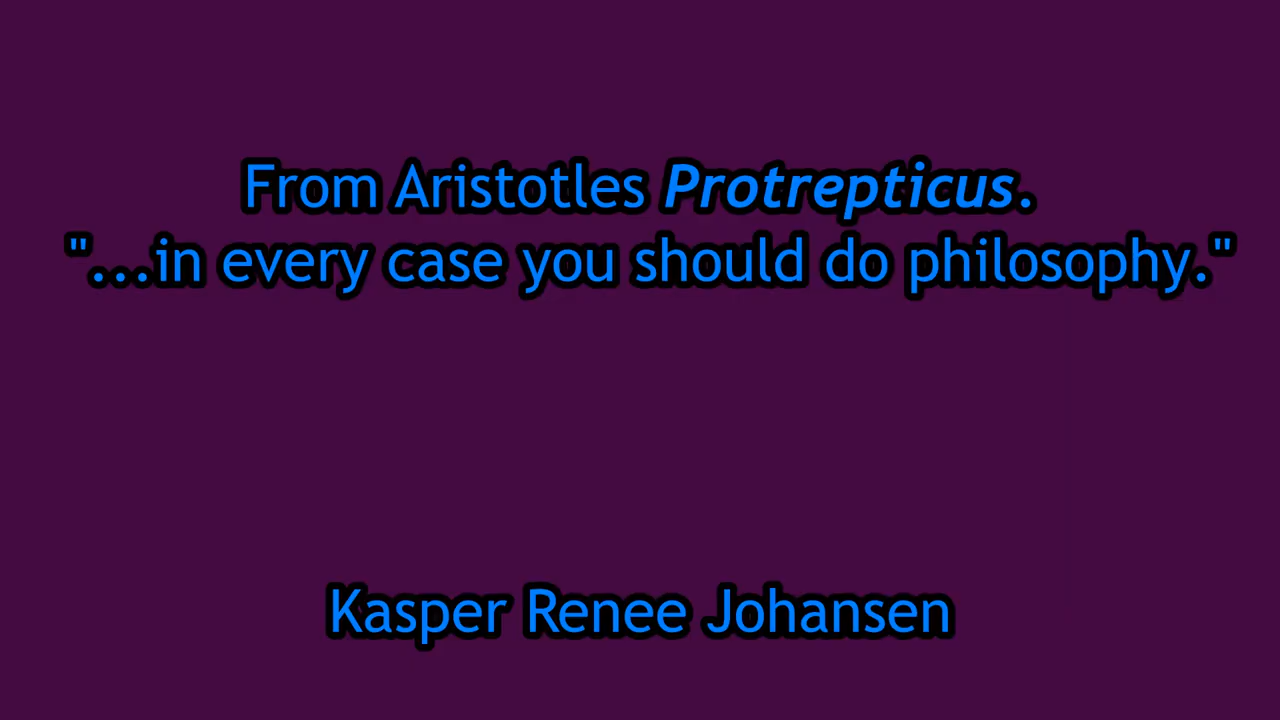 From Aristotles Protrepticus.
"...in every case you should do philosophy."
Kasper Renee Johansen